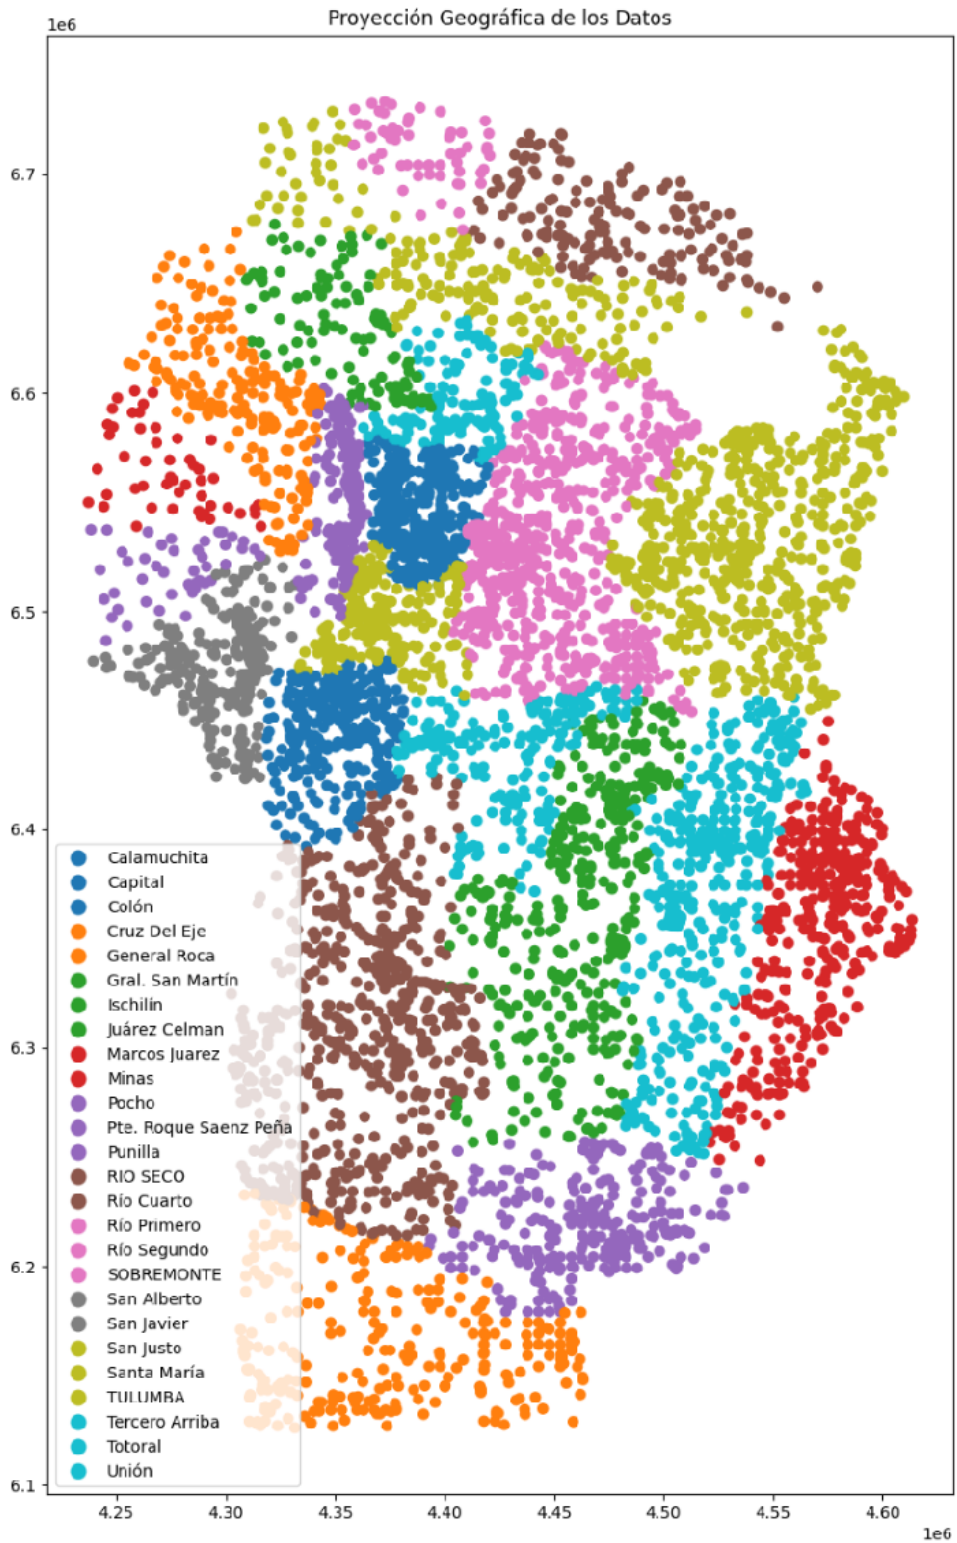 Proyección Geográfica de los Datos
1e6
6.7
6.6
6.5
6.4
6.3
6.2
6.1
Calamuchita
Capital
Colón
Cruz Del Eje
General Roca
Gral. San Martín
Ischilín
Juárez Celman
Marcos Juarez
Minas
Pocho
Pte. Roque Saenz Peña
Punilla
RIO SECO
Río Cuarto
Río Primero
Río Segundo
SOBREMONTE
San Alberto
San Javier
San Justo
Santa María
TULUMBA
Tercero Arriba
Totoral
Unión
4.25 4.30 4.35 4.40 4.45 4.50 4.55 4.60
1e6